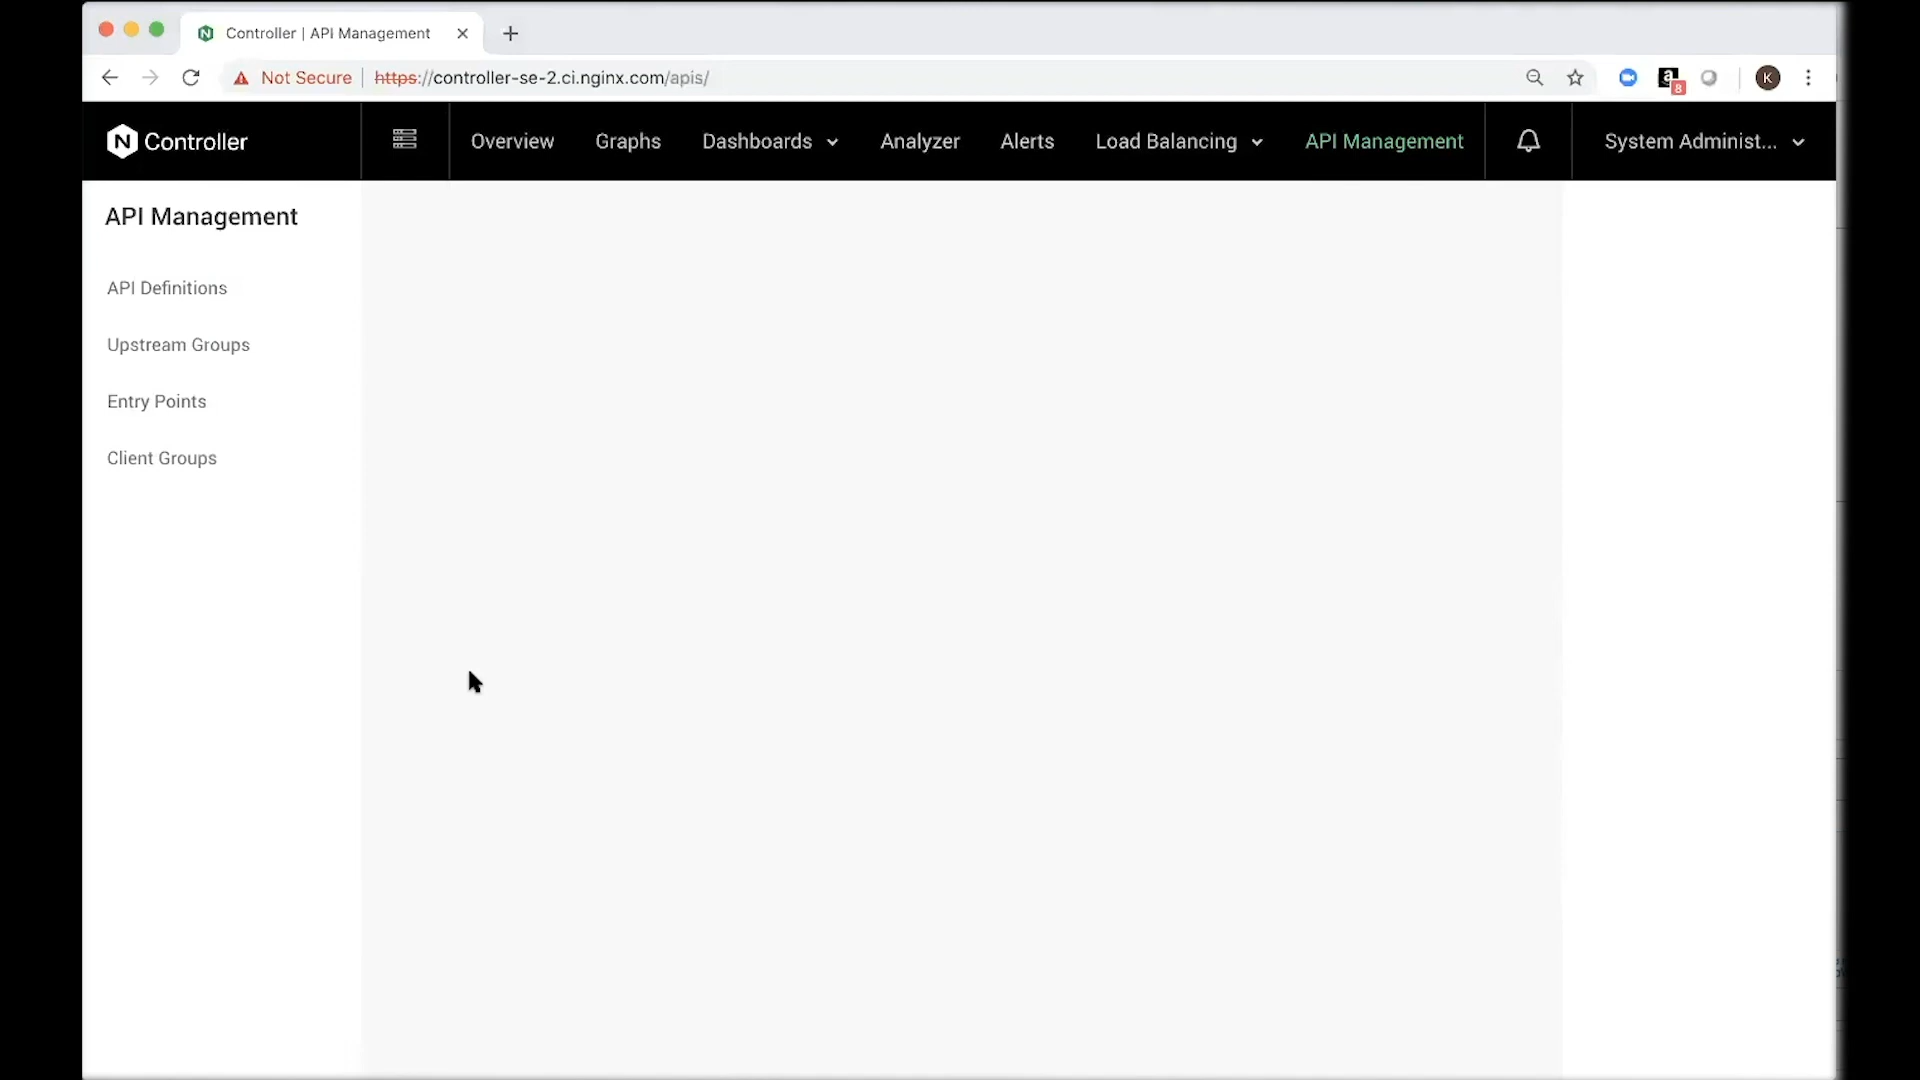 Controller | API Management
Not Secure https://controller-se-2.ci.nginx.com/apis/
a 8 K
N Controller Overview Graphs Dashboards Analyzer Alerts Load Balancing API Management System Administ...
API Management
API Definitions
Upstream Groups
Entry Points
Client Groups